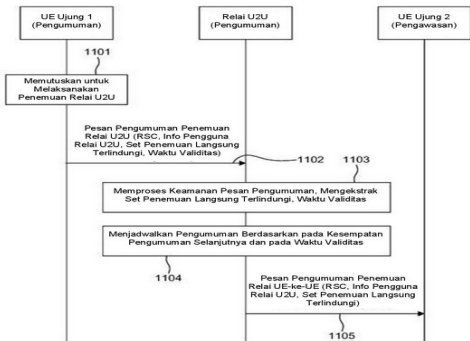 UE Ujung 1
(Pengumuman)
Relai U2U
(Pengumuman)
UE Ujung 2
(Pengawasan)
1101
Memutuskan untuk
Melaksanakan
Penemuan Relai U2U
Pesan Pengumuman Penemuan
Relai U2U (RSC, Info Pengguna
Relai U2U, Set Penemuan Langsung
Terlindungi, Waktu Validitas)
1102
1103
Memproses Keamanan Pesan Pengumuman, Mengekstrak
Set Penemuan Langsung Terlindungi, Waktu Validitas
Menjadwalkan Pengumuman Berdasarkan pada Kesempatan
Pengumuman Selanjutnya dan pada Waktu Validitas
1104
Pesan Pengumuman Penemuan
Relai UE-ke-UE (RSC, Info Pengguna
Relai U2U, Set Penemuan Langsung
Terlindungi)
1105